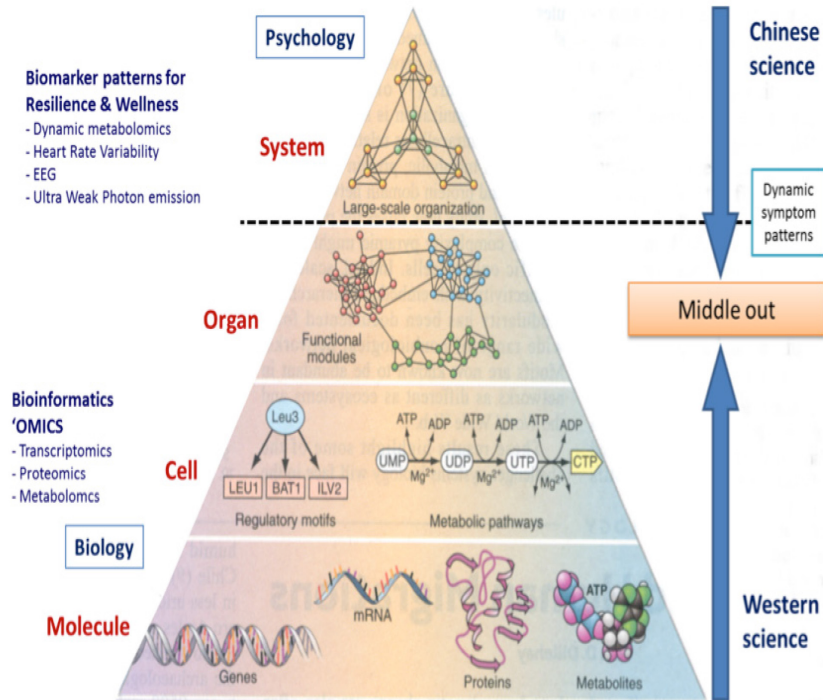 Psychology
Chinese
science
Biomarker patterns for
Resilience & Wellness
- Dynamic metabolomics
- Heart Rate Variability
- EEG
- Ultra Weak Photon emission
System
Large-scale organization
Dynamic
symptom
patterns
Organ
Functional
modules
Middle out
Bioinformatics
‘OMICS
- Transcriptomics
- Proteomics
- Metabolomcs
Cell
Leu3
LEU1 BAT1 ILV2
Regulatory motifs
ATP ADP ATP ADP ATP ADP
UMP UDP UTP CTP
Mg2+ Mg2+ Mg2+
Metabolic pathways
Biology
Molecule
Genes
mRNA
Proteins
ATP
Metabolites
Western
science